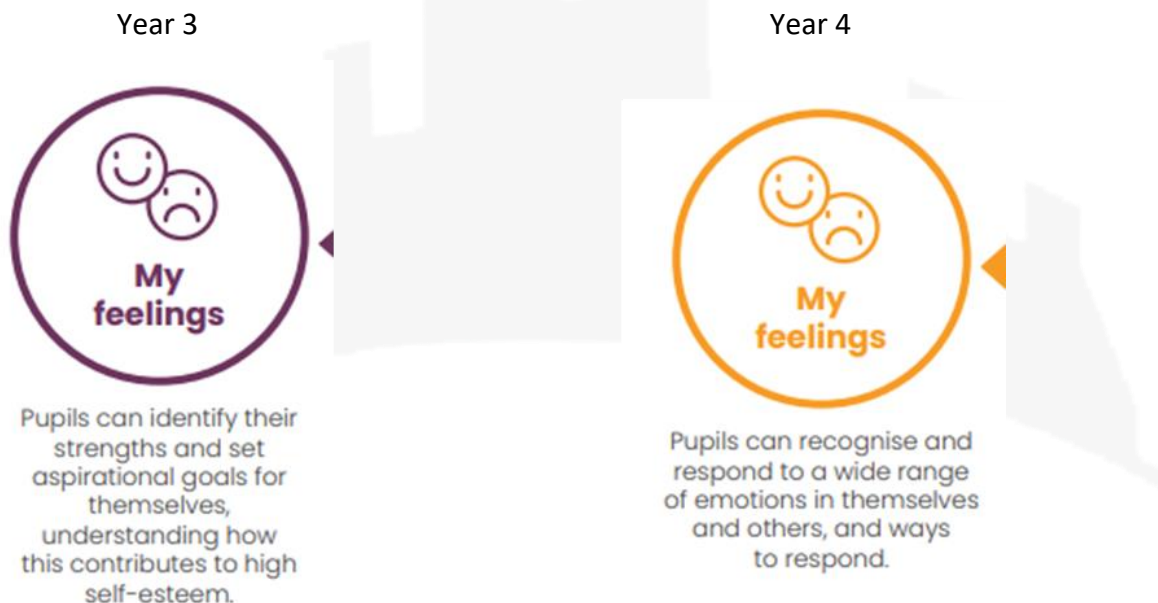 Year 3
My
feelings
Pupils can identify their
strengths and set
aspirational goals for
themselves,
understanding how
this contributes to high
self-esteem.
Year 4
My
feelings
Pupils can recognise and
respond to a wide range
of emotions in themselves
and others, and ways
to respond.